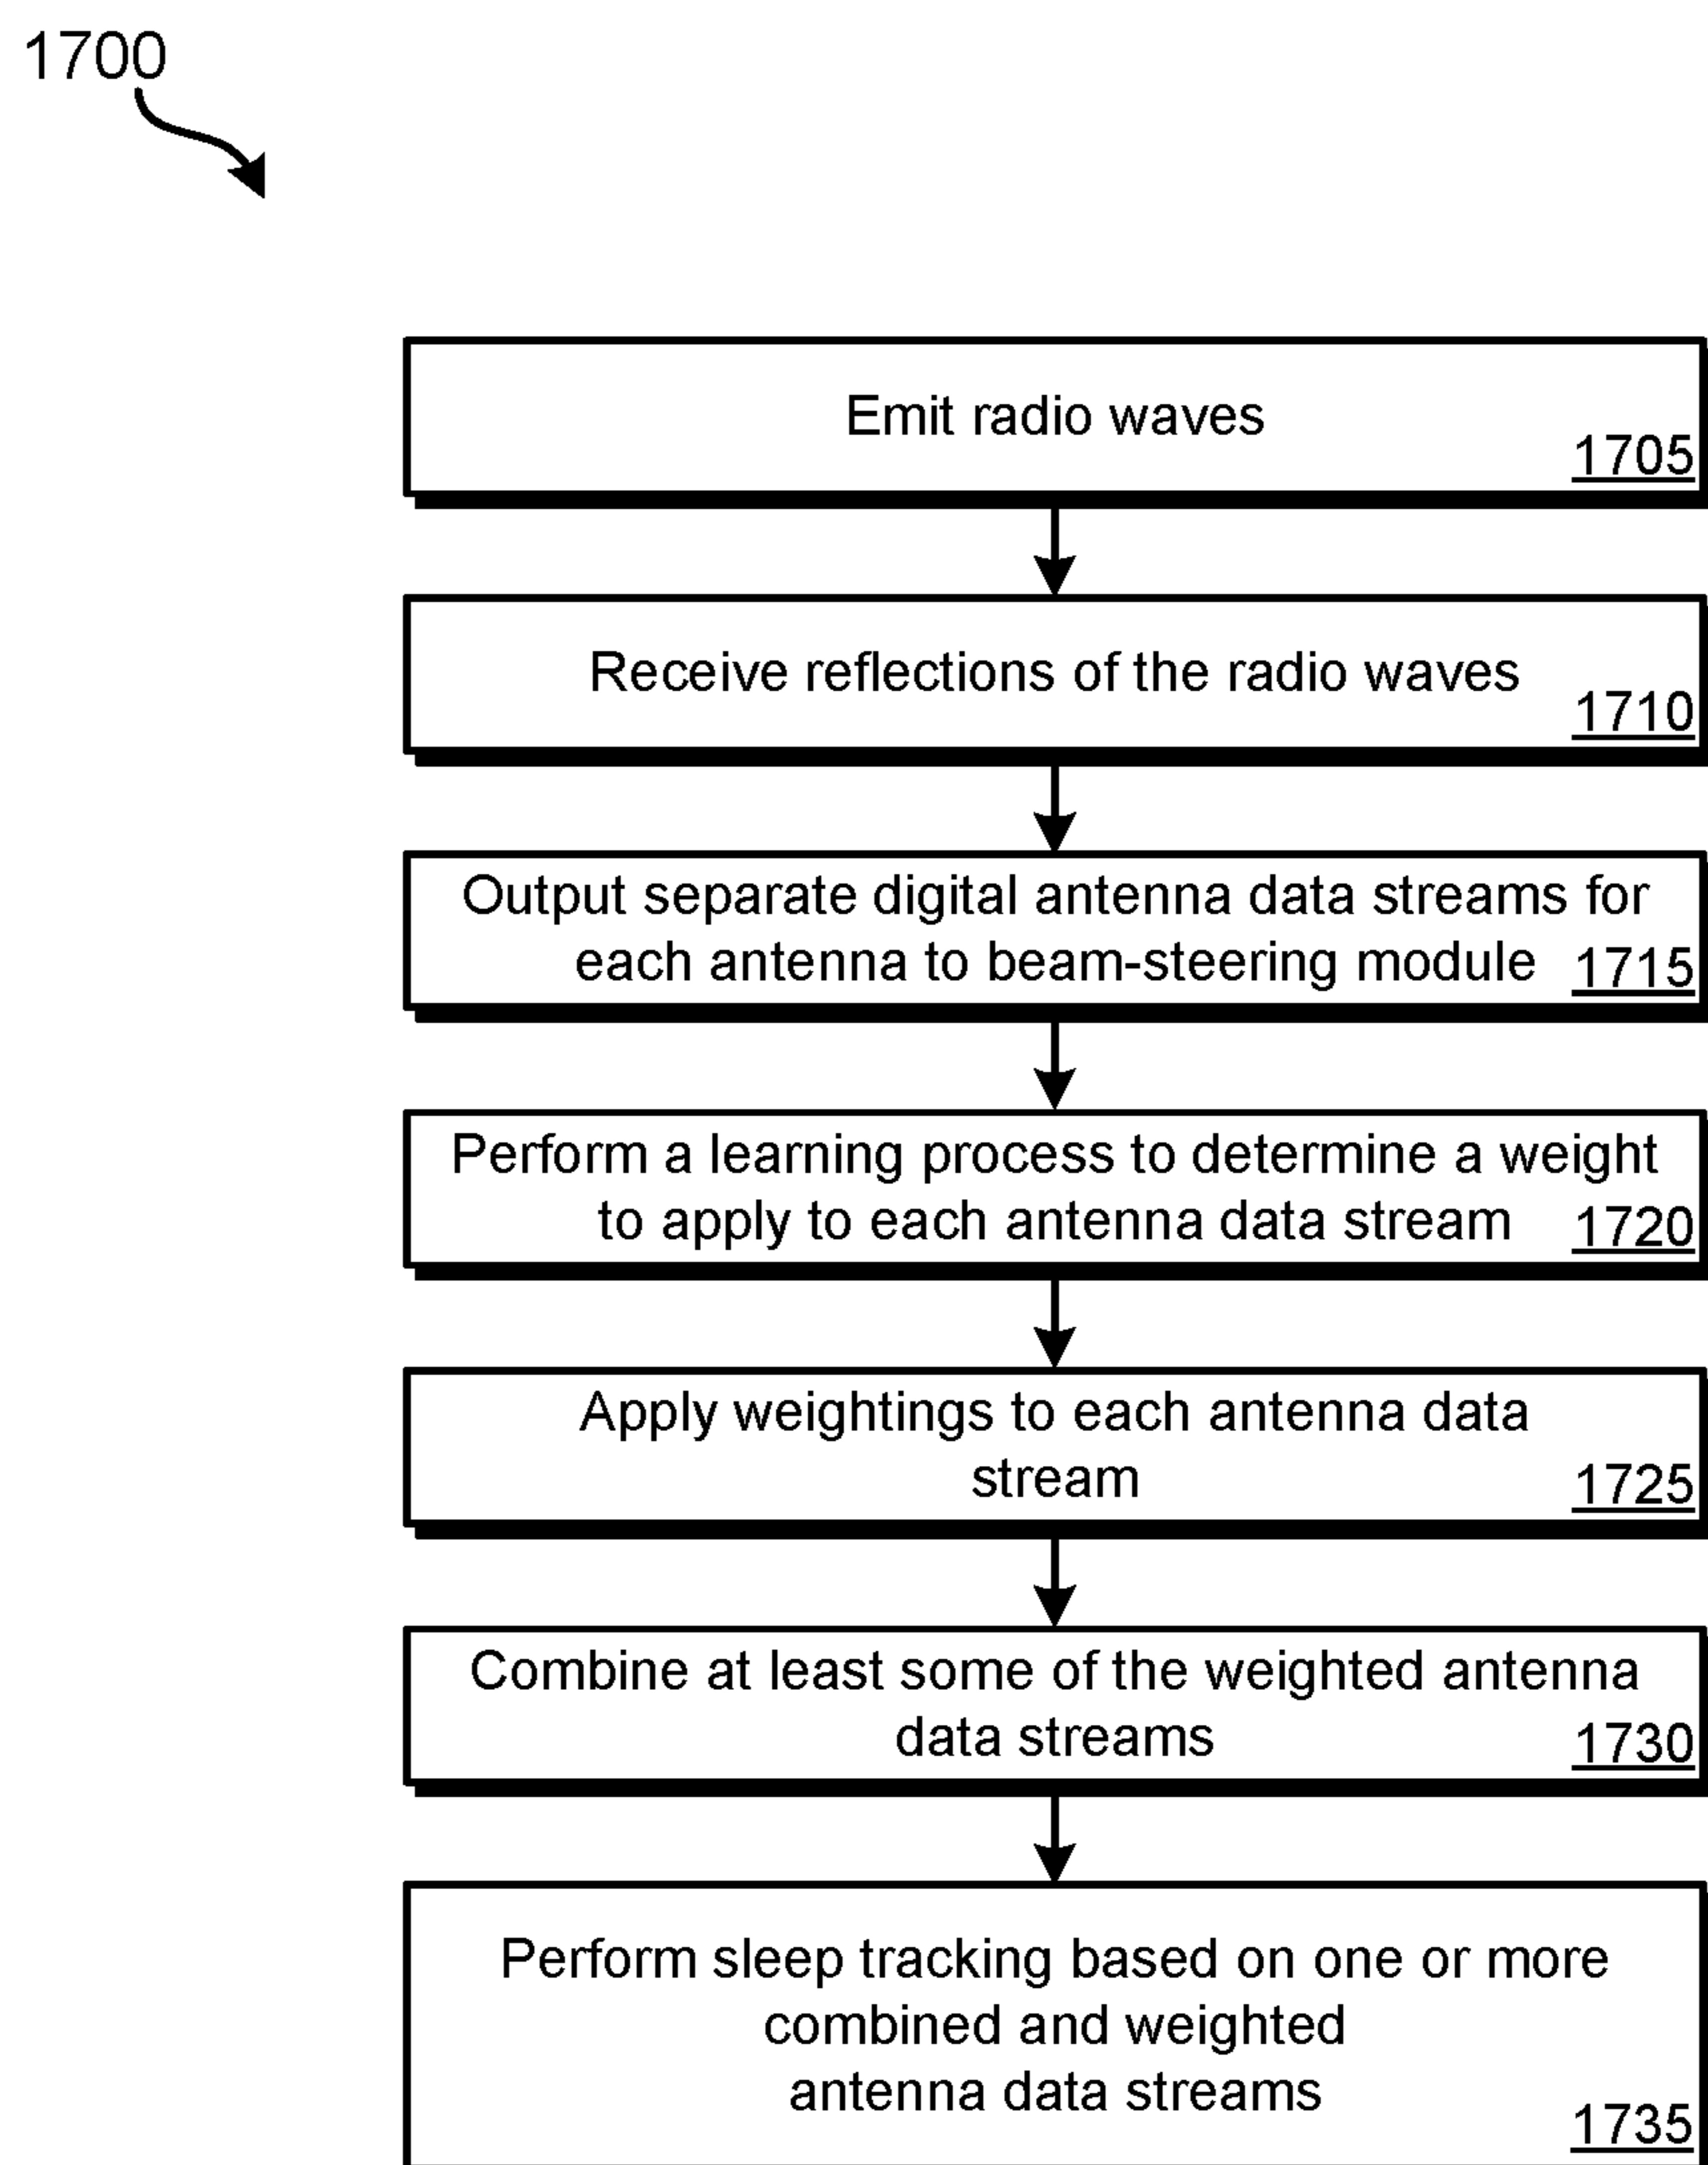 1700
Emit radio waves
1705
Receive reflections of the radio waves
1710
Output separate digital antenna data streams for
each antenna to beam-steering module 1715
Perform a learning process to determine a weight
to apply to each antenna data stream 1720
Apply weightings to each antenna data
stream
1725
Combine at least some of the weighted antenna
data streams
1730
Perform sleep tracking based on one or more
combined and weighted
antenna data streams
1735